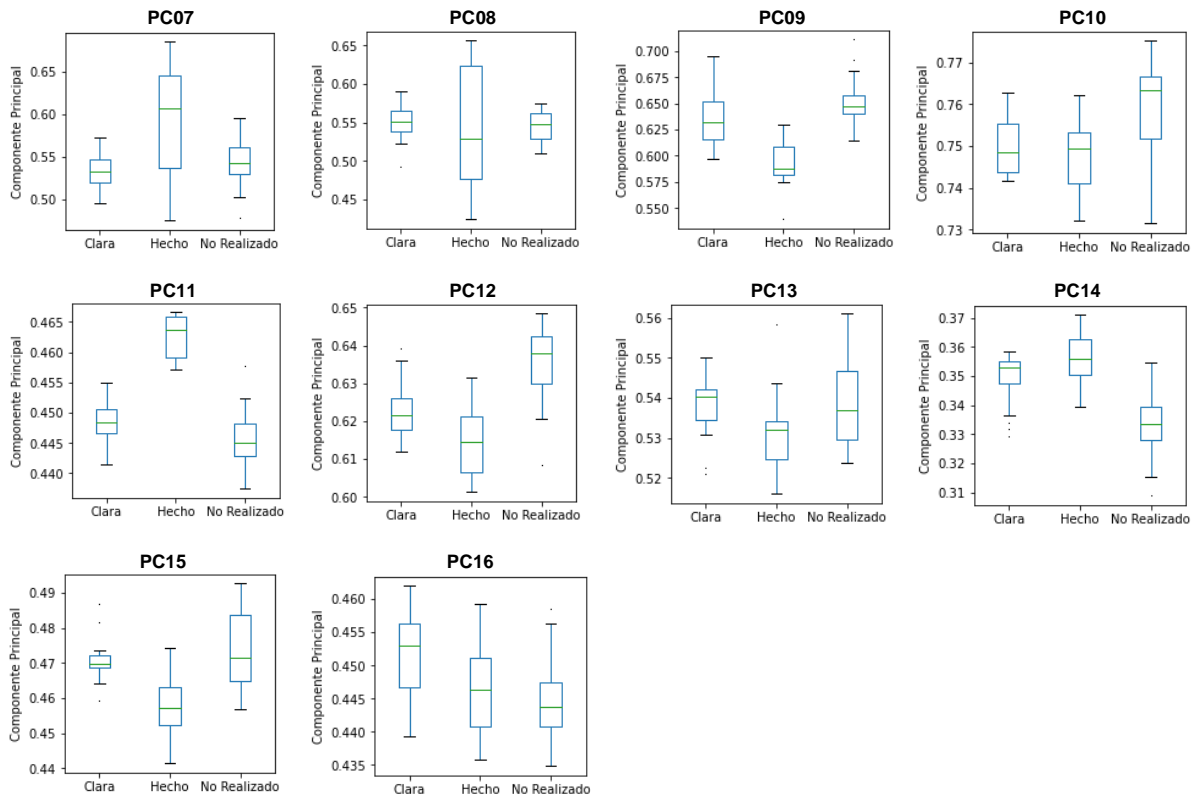 PC07
Componente Principal
0.65
0.60
0.55
0.50
Clara Hecho No Realizado
PC08
Componente Principal
0.65
0.60
0.55
0.50
0.45
Clara Hecho No Realizado
PC09
Componente Principal
0.700
0.675
0.650
0.625
0.600
0.575
0.550
Clara Hecho No Realizado
PC10
Componente Principal
0.77
0.76
0.75
0.74
0.73
Clara Hecho No Realizado
PC11
Componente Principal
0.465
0.460
0.455
0.450
0.445
0.440
Clara Hecho No Realizado
PC12
Componente Principal
0.65
0.64
0.63
0.62
0.61
0.60
Clara Hecho No Realizado
PC13
Componente Principal
0.56
0.55
0.54
0.53
0.52
Clara Hecho No Realizado
PC14
Componente Principal
0.37
0.36
0.35
0.34
0.33
0.32
0.31
Clara Hecho No Realizado
PC15
Componente Principal
0.49
0.48
0.47
0.46
0.45
0.44
Clara Hecho No Realizado
PC16
Componente Principal
0.460
0.455
0.450
0.445
0.440
0.435
Clara Hecho No Realizado